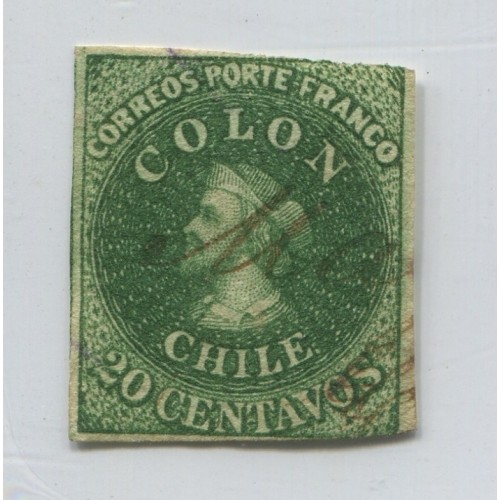 CORREOS PORTE FRANCO
COLON
CHILE.
20 CENTAVOS